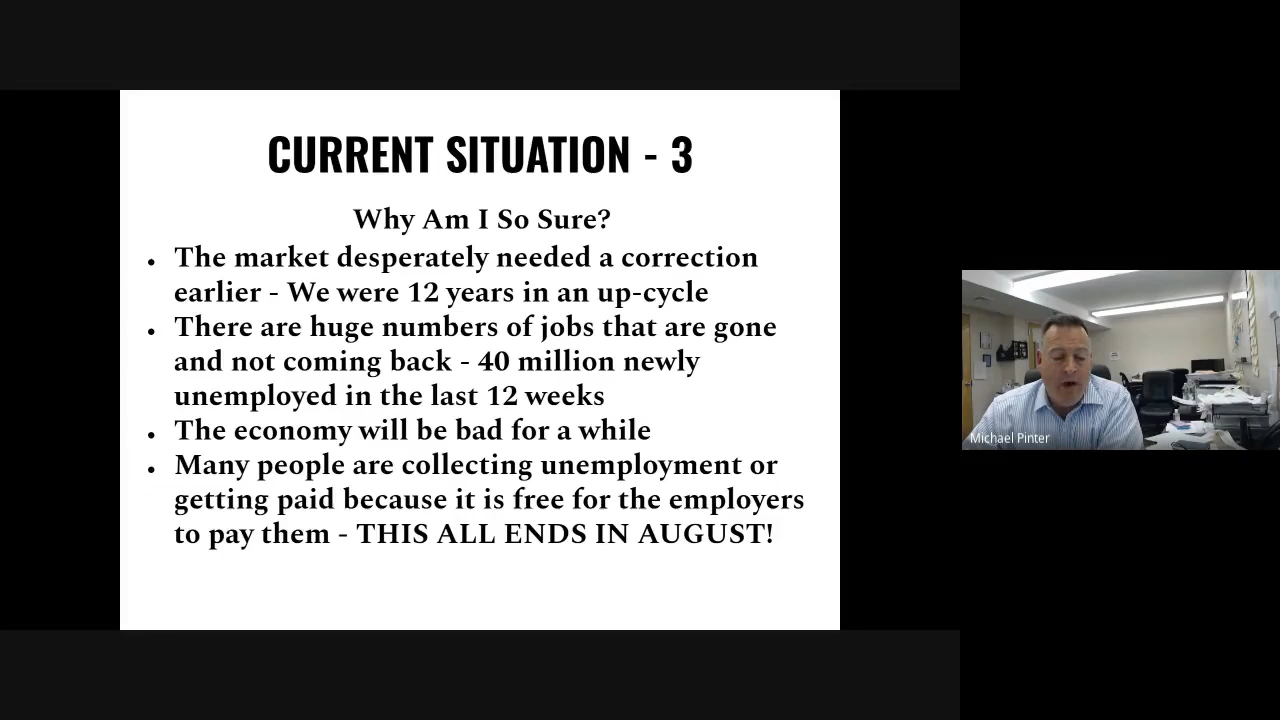 CURRENT SITUATION - 3
Why Am I So Sure?
• The market desperately needed a correction
earlier - We were 12 years in an up-cycle
• There are huge numbers of jobs that are gone
and not coming back - 40 million newly
unemployed in the last 12 weeks
• The economy will be bad for a while
• Many people are collecting unemployment or
getting paid because it is free for the employers
to pay them - THIS ALL ENDS IN AUGUST!
Michael Pinter